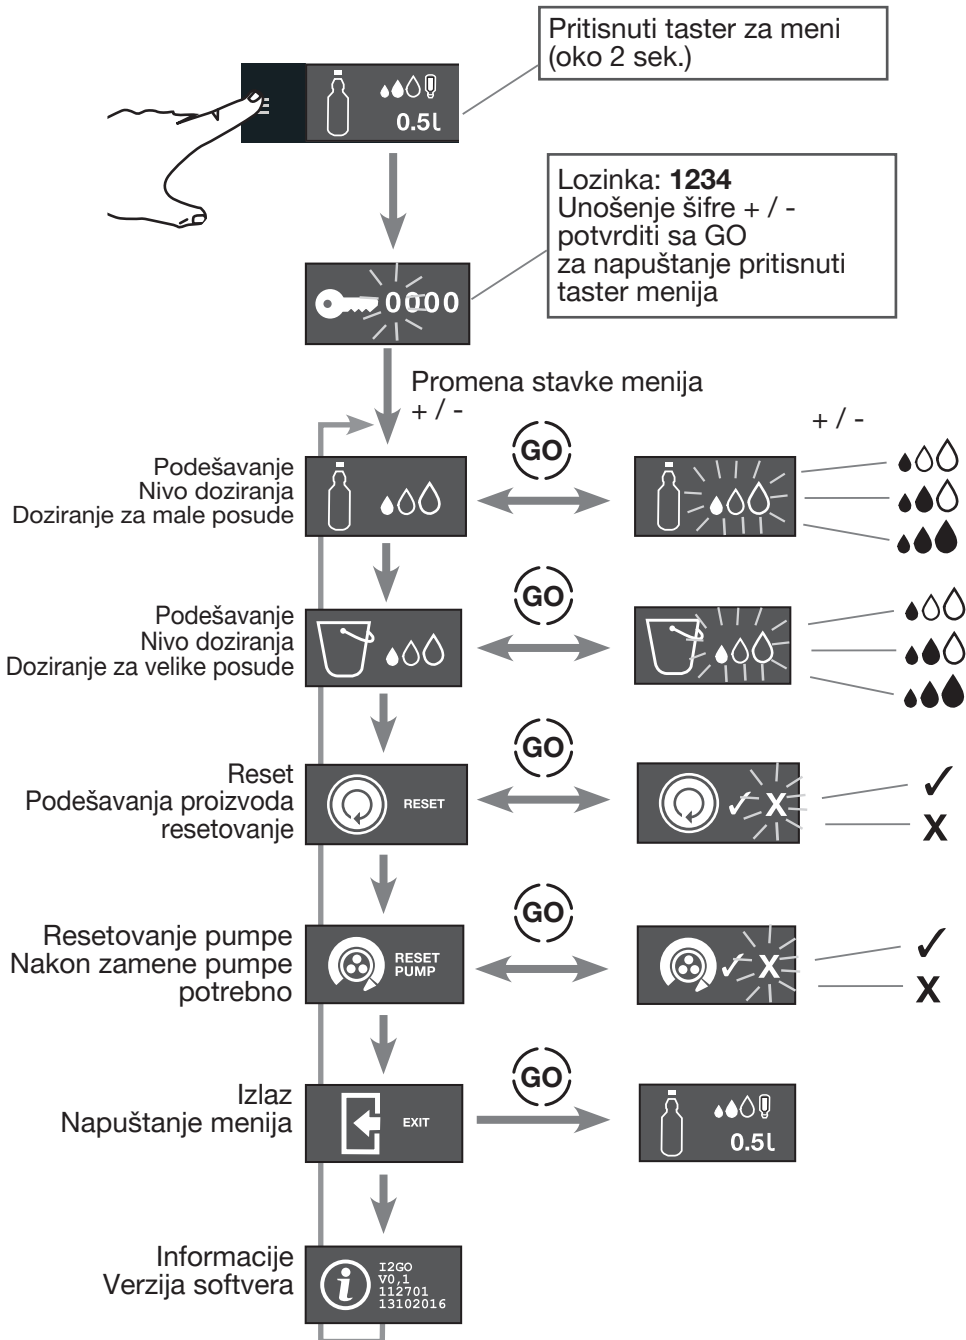 Pritisnuti taster za meni
(oko 2 sek.)
0.5l
Lozinka: 1234
Unošenje šifre + / -
potvrditi sa GO
za napuštanje pritisnuti
taster menija
0000
Promena stavke menija
+ / -
+ / -
Podešavanje
Nivo doziranja
Doziranje za male posude
GO
Podešavanje
Nivo doziranja
Doziranje za velike posude
GO
Reset
Podešavanja proizvoda
resetovanje
RESET
GO
X
X
Resetovanje pumpe
Nakon zamene pumpe
potrebno
RESET
PUMP
GO
X
X
Izlaz
Napuštanje menija
EXIT
GO
0.5l
Informacije
Verzija softvera
i
I2GO
V0,1
112701
13102016